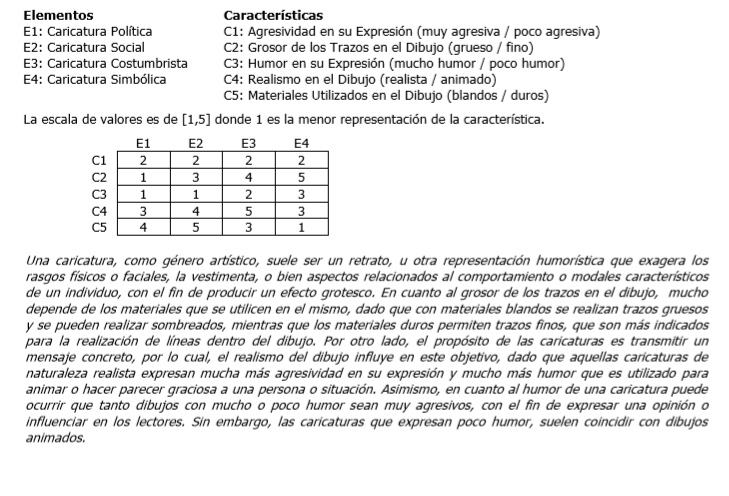 Elementos Características
E1: Caricatura Política C1: Agresividad en su Expresión (muy agresiva / poco agresiva)
E2: Caricatura Social C2: Grosor de los Trazos en el Dibujo (grueso / fino)
E3: Caricatura Costumbrista C3: Humor en su Expresión (mucho humor / poco humor)
E4: Caricatura Simbólica C4: Realismo en el Dibujo (realista / animado)
C5: Materiales Utilizados en el Dibujo (blandos / duros)
La escala de valores es de [1,5] donde 1 es la menor representación de la característica.
E1 E2 E3 E4
C1 2 2 2 2
C2 1 3 4 5
C3 1 1 2 3
C4 3 4 5 3
C5 4 5 3 1
Una caricatura, como género artístico, suele ser un retrato, u otra representación humorística que exagera los
rasgos físicos o faciales, la vestimenta, o bien aspectos relacionados al comportamiento o modales característicos
de un individuo, con el fin de producir un efecto grotesco. En cuanto al grosor de los trazos en el dibujo, mucho
depende de los materiales que se utilicen en el mismo, dado que con materiales blandos se realizan trazos gruesos
y se pueden realizar sombreados, mientras que los materiales duros permiten trazos finos, que son más indicados
para la realización de líneas dentro del dibujo. Por otro lado, el propósito de las caricaturas es transmitir un
mensaje concreto, por lo cual, el realismo del dibujo influye en este objetivo, dado que aquellas caricaturas de
naturaleza realista expresan mucha más agresividad en su expresión y mucho más humor que es utilizado para
animar o hacer parecer graciosa a una persona o situación. Asimismo, en cuanto al humor de una caricatura puede
ocurrir que tanto dibujos con mucho o poco humor sean muy agresivos, con el fin de expresar una opinión o
influenciar en los lectores. Sin embargo, las caricaturas que expresan poco humor, suelen coincidir con dibujos
animados.